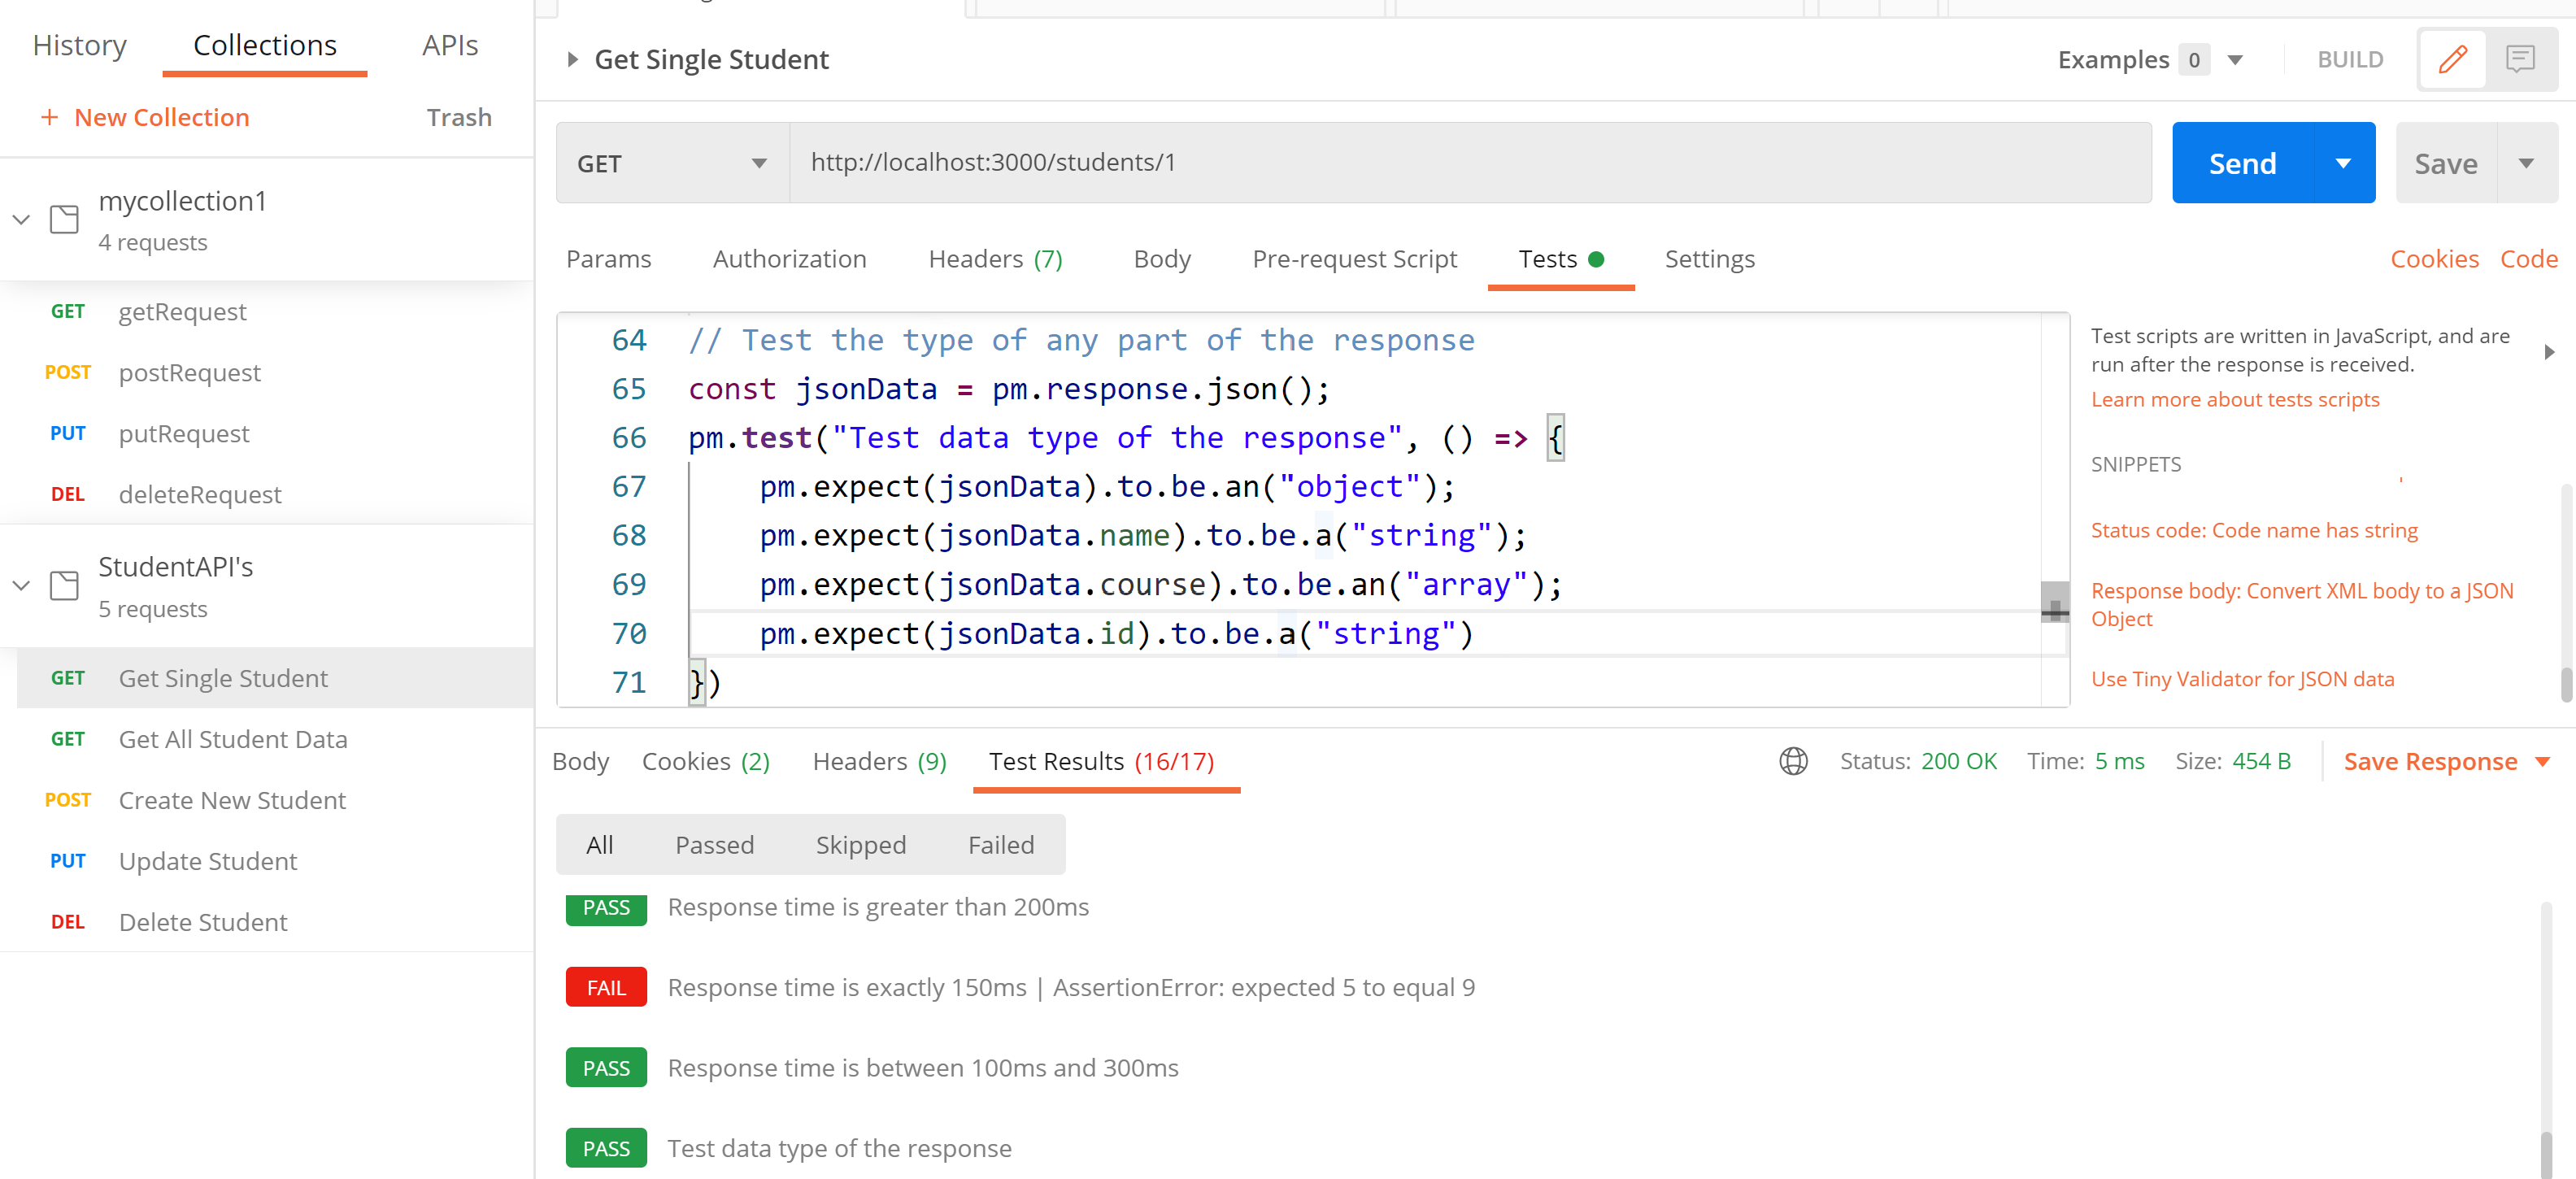 History
Collections
APIs
+ New Collection
Trash
mycollection1
4 requests
GET getRequest
POST postRequest
PUT putRequest
DEL deleteRequest
StudentAPI's
5 requests
GET Get Single Student
GET Get All Student Data
POST Create New Student
PUT Update Student
DEL Delete Student
Get Single Student
Examples 0
BUILD
GET
http://localhost:3000/students/1
Send
Save
Params
Authorization
Headers (7)
Body
Pre-request Script
Tests
Settings
Cookies
Code
64 // Test the type of any part of the response
65 const jsonData = pm.response.json();
66 pm.test("Test data type of the response", () => {
67 pm.expect(jsonData).to.be.an("object");
68 pm.expect(jsonData.name).to.be.a("string");
69 pm.expect(jsonData.course).to.be.an("array");
70 pm.expect(jsonData.id).to.be.a("string")
71 })
Test scripts are written in JavaScript, and are
run after the response is received.
Learn more about tests scripts
SNIPPETS
Status code: Code name has string
Response body: Convert XML body to a JSON
Object
Use Tiny Validator for JSON data
Body
Cookies (2)
Headers (9)
Test Results (16/17)
Status: 200 OK
Time: 5 ms
Size: 454 B
Save Response
All
Passed
Skipped
Failed
PASS Response time is greater than 200ms
FAIL Response time is exactly 150ms | AssertionError: expected 5 to equal 9
PASS Response time is between 100ms and 300ms
PASS Test data type of the response